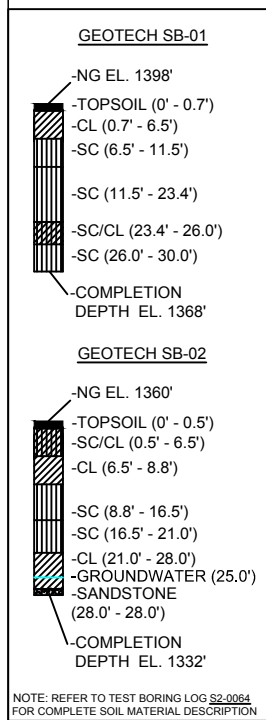 GEOTECH SB-01
-NG EL. 1398'
-TOPSOIL (0' - 0.7')
-CL (0.7' - 6.5')
-SC (6.5' - 11.5')
-SC (11.5' - 23.4')
-SC/CL (23.4' - 26.0')
-SC (26.0' - 30.0')
-COMPLETION
DEPTH EL. 1368'
GEOTECH SB-02
-NG EL. 1360'
-TOPSOIL (0' - 0.5')
-SC/CL (0.5' - 6.5')
-CL (6.5' - 8.8')
-SC (8.8' - 16.5')
-SC (16.5' - 21.0')
-CL (21.0' - 28.0')
-GROUNDWATER (25.0')
-SANDSTONE
(28.0' - 28.0')
-COMPLETION
DEPTH EL. 1332'
NOTE: REFER TO TEST BORING LOG S2-0064
FOR COMPLETE SOIL MATERIAL DESCRIPTION